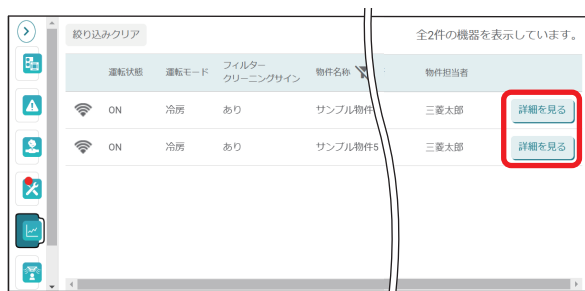 絞り込みクリア
全2件の機器を表示しています。
運転状態 運転モード フィルター クリーニングサイン 物件名称 物件担当者
ON 冷房 あり サンプル物件 三菱太郎 詳細を見る
ON 冷房 あり サンプル物件5 三菱太郎 詳細を見る